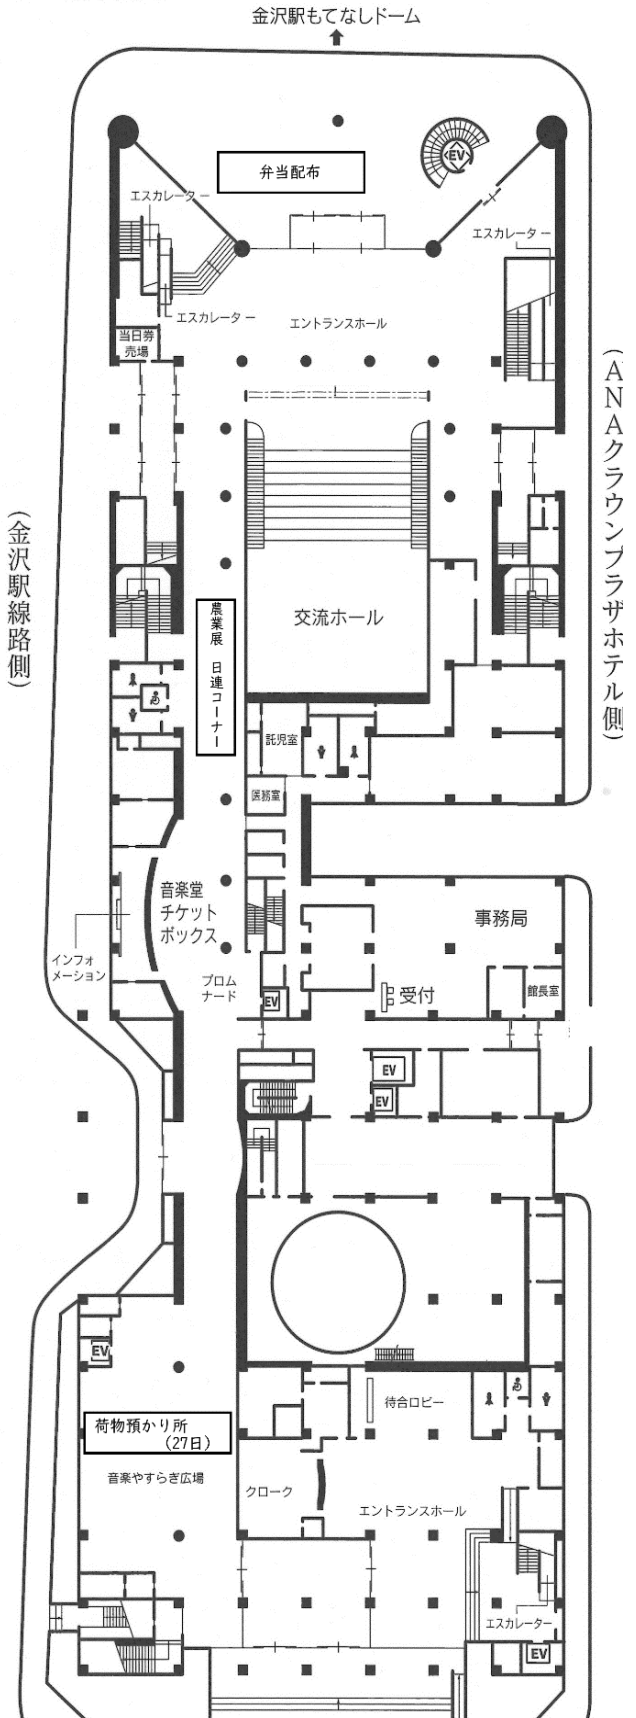 金沢駅もてなしドーム
弁当配布
EV
エスカレーター
エスカレーター
エスカレーター
エントランスホール
当日券
売場
(ANAクラウンプラザホテル側)
(金沢駅線路側)
交流ホール
農業展 日連コーナー
託児室
医務室
音楽堂
チケット
ボックス
事務局
インフォ
メーション
プロム
ナード
EV
受付
館長室
EV
EV
EV
荷物預かり所
(27日)
待合ロビー
音楽やすらぎ広場
クローク
エントランスホール
エスカレーター
EV